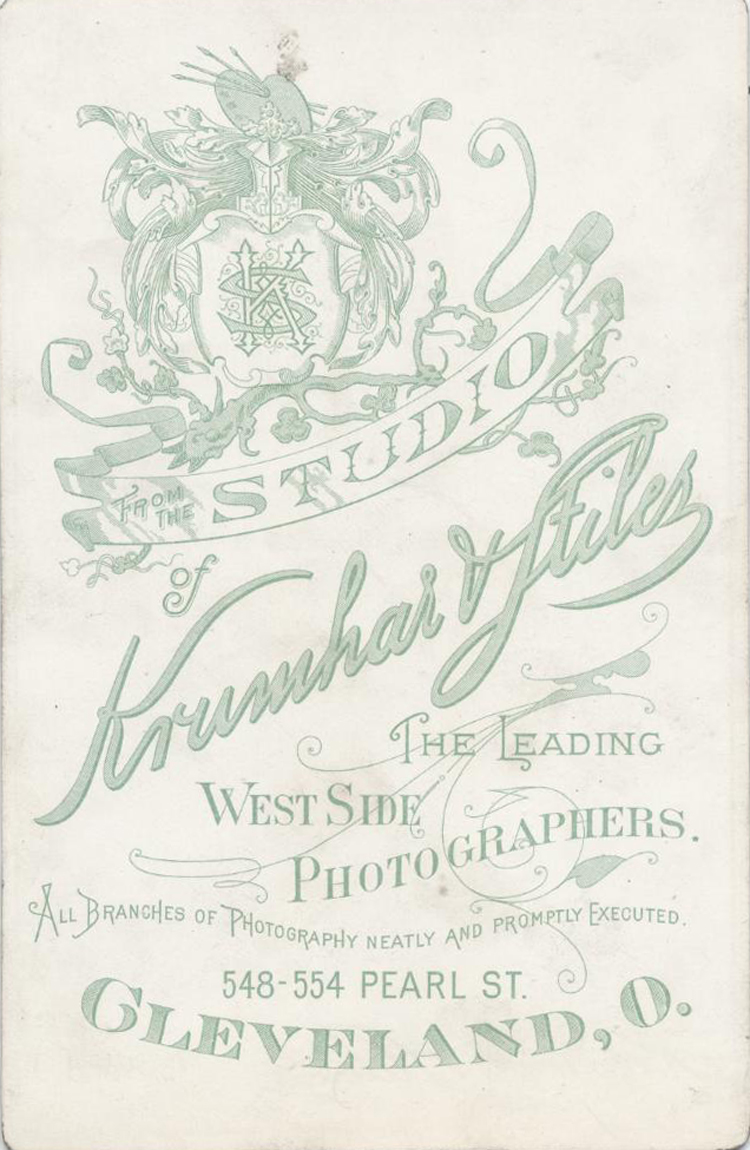 KS
FROM THE STUDIO
of
Krumhar & Stiles
THE LEADING
WEST SIDE
PHOTOGRAPHERS.
ALL BRANCHES OF PHOTOGRAPHY NEATLY AND PROMPTLY EXECUTED.
548-554 PEARL ST.
CLEVELAND, O.